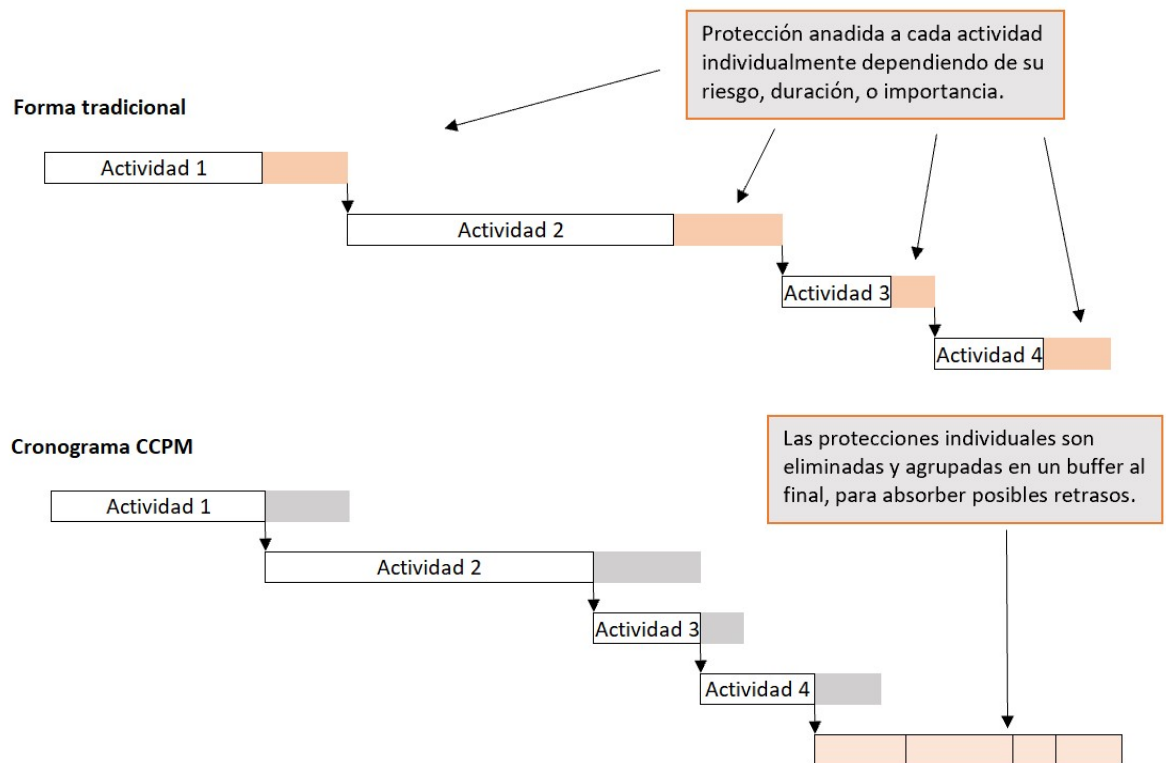 Protección anadida a cada actividad
individualmente dependiendo de su
riesgo, duración, o importancia.
Forma tradicional
Actividad 1
Actividad 2
Actividad 3
Actividad 4
Cronograma CCPM
Las protecciones individuales son
eliminadas y agrupadas en un buffer al
final, para absorber posibles retrasos.
Actividad 1
Actividad 2
Actividad 3
Actividad 4